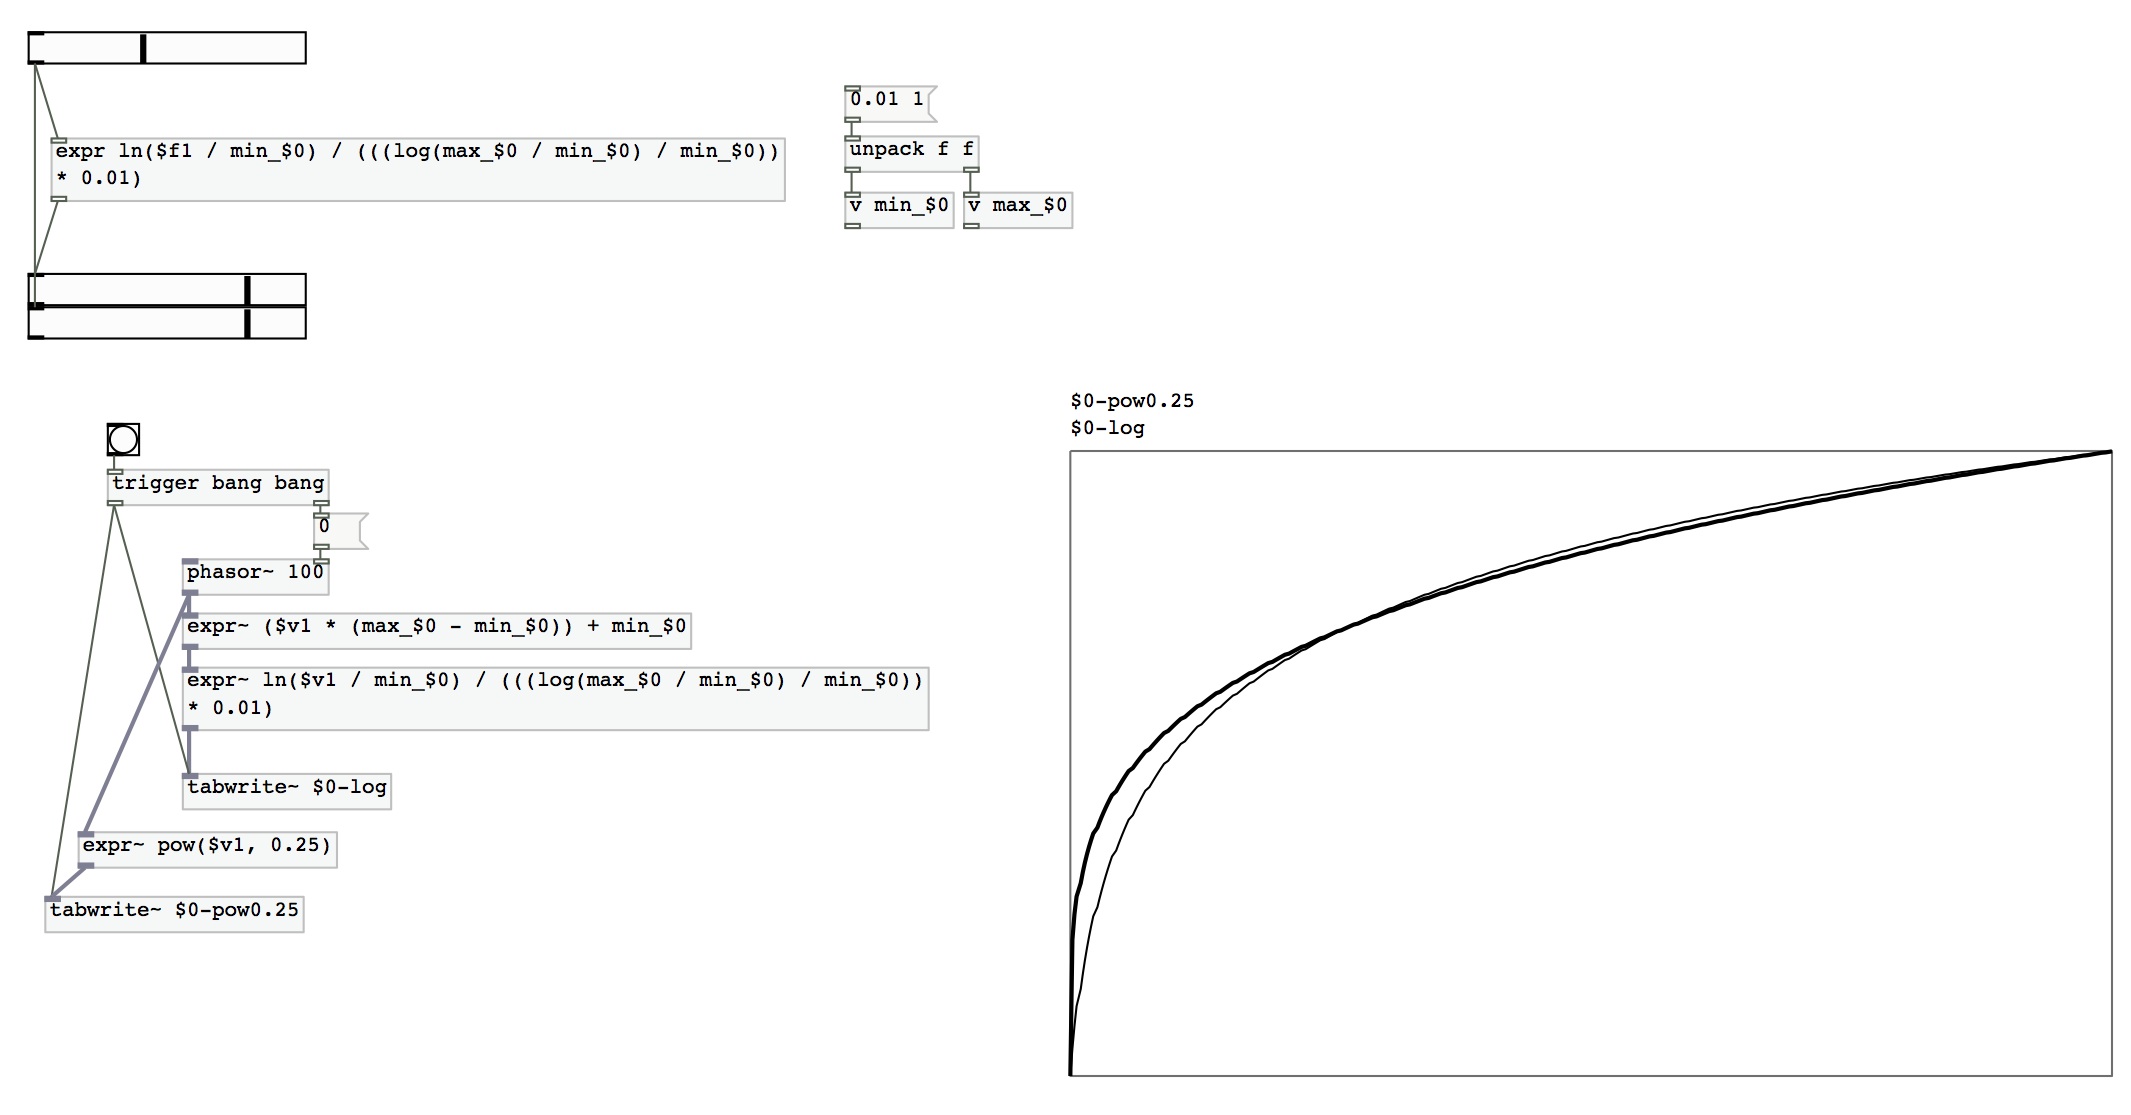 0.01 1
expr ln($f1 / min_$0) / (((log(max_$0 / min_$0) / min_$0))
* 0.01)
unpack f f
v min_$0
v max_$0
$0-pow0.25
$0-log
trigger bang bang
0
phasor~ 100
expr~ ($v1 * (max_$0 - min_$0)) + min_$0
expr~ ln($v1 / min_$0) / (((log(max_$0 / min_$0) / min_$0))
* 0.01)
tabwrite~ $0-log
expr~ pow($v1, 0.25)
tabwrite~ $0-pow0.25